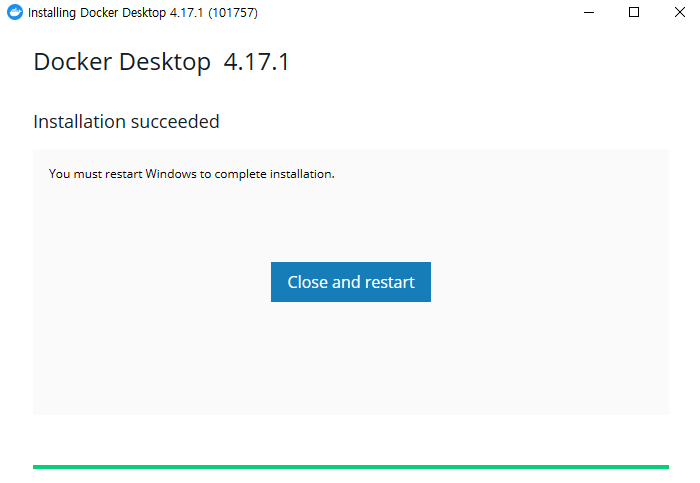 Installing Docker Desktop 4.17.1 (101757)
Docker Desktop 4.17.1
Installation succeeded
You must restart Windows to complete installation.
Close and restart